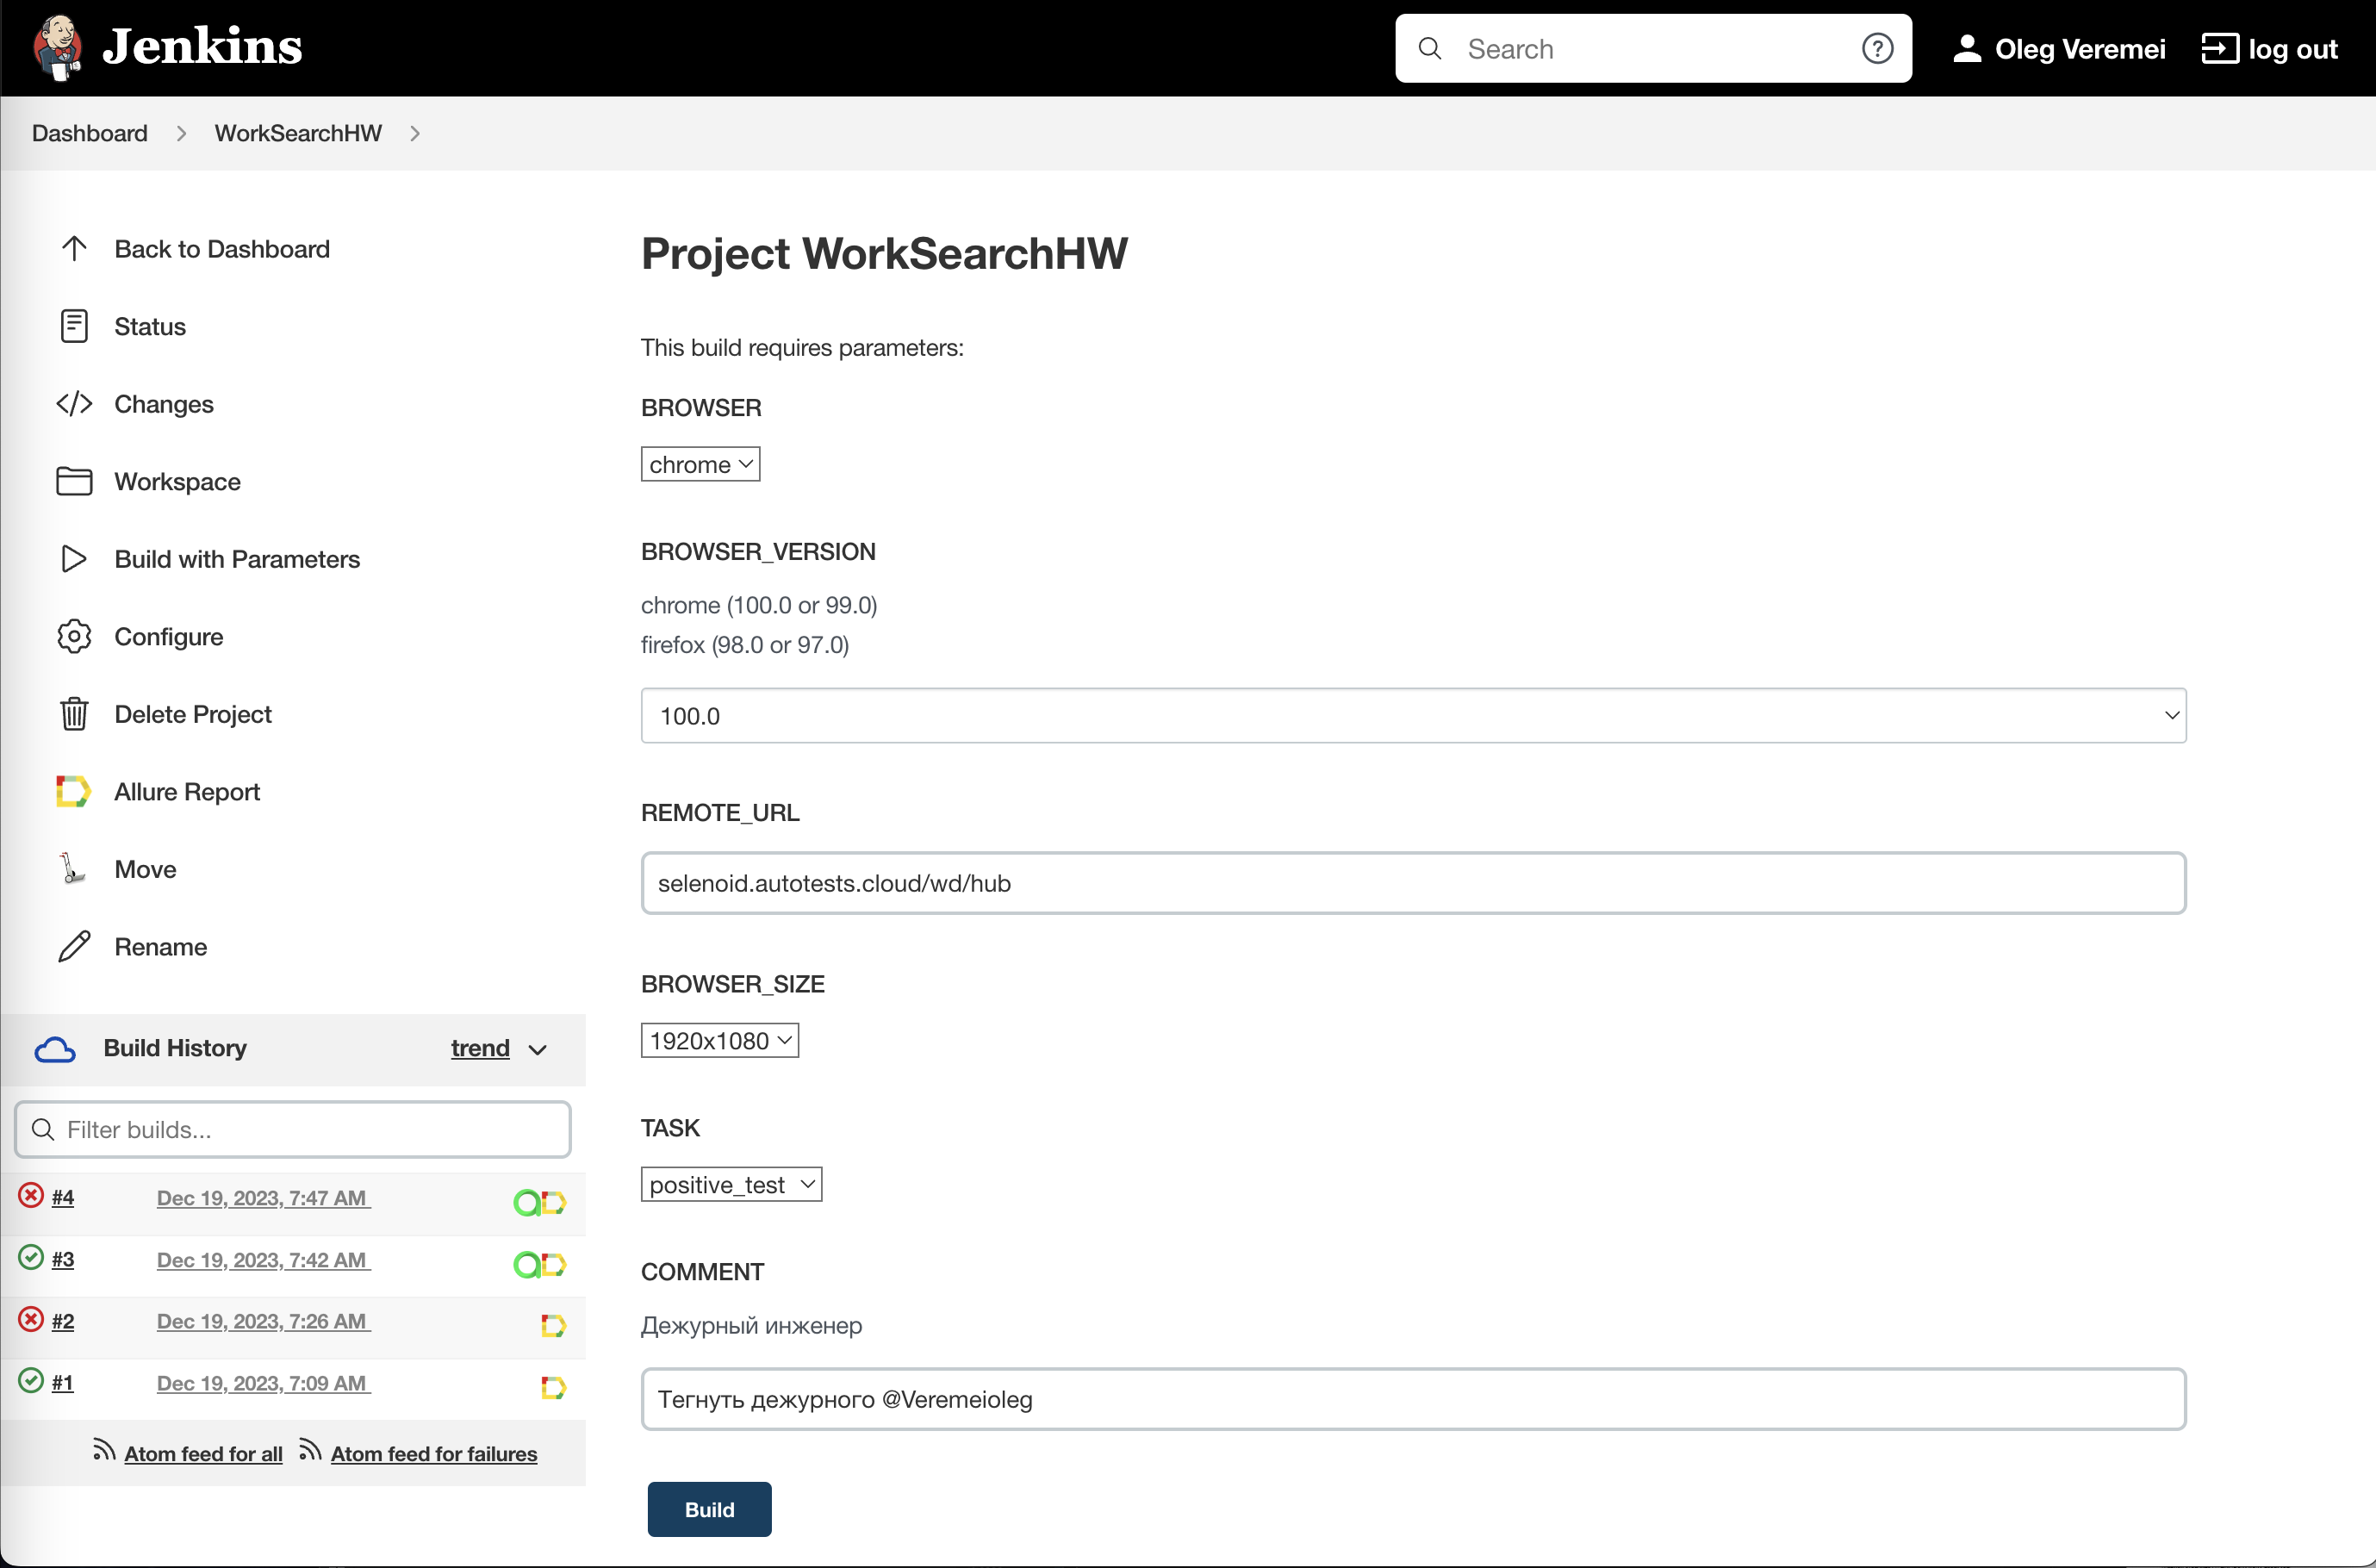 Jenkins
Search
Oleg Veremei
log out
Dashboard
WorkSearchHW
Back to Dashboard
Status
Changes
Workspace
Build with Parameters
Configure
Delete Project
Allure Report
Move
Rename
Build History
trend
Filter builds...
#4 Dec 19, 2023, 7:47 AM
#3 Dec 19, 2023, 7:42 AM
#2 Dec 19, 2023, 7:26 AM
#1 Dec 19, 2023, 7:09 AM
Atom feed for all
Atom feed for failures
Project WorkSearchHW
This build requires parameters:
BROWSER
chrome
BROWSER_VERSION
chrome (100.0 or 99.0)
firefox (98.0 or 97.0)
100.0
REMOTE_URL
selenoid.autotests.cloud/wd/hub
BROWSER_SIZE
1920x1080
TASK
positive_test
COMMENT
Дежурный инженер
Тегнуть дежурного @Veremeioleg
Build